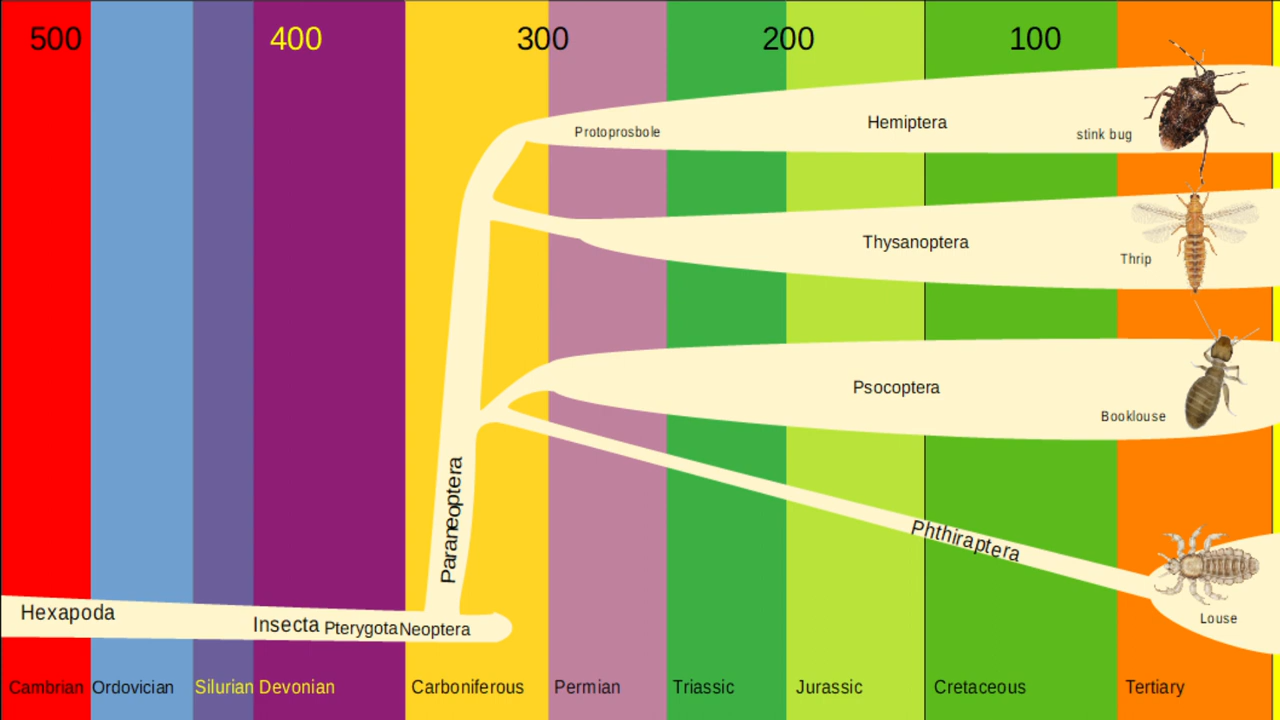 500 400 300 200 100
Hemiptera
Protoprosbole
stink bug
Thysanoptera
Thrip
Psocoptera
Booklouse
Paraneoptera
Phthiraptera
Louse
Hexapoda
Insecta Pterygota Neoptera
Cambrian Ordovician Silurian Devonian Carboniferous Permian Triassic Jurassic Cretaceous Tertiary